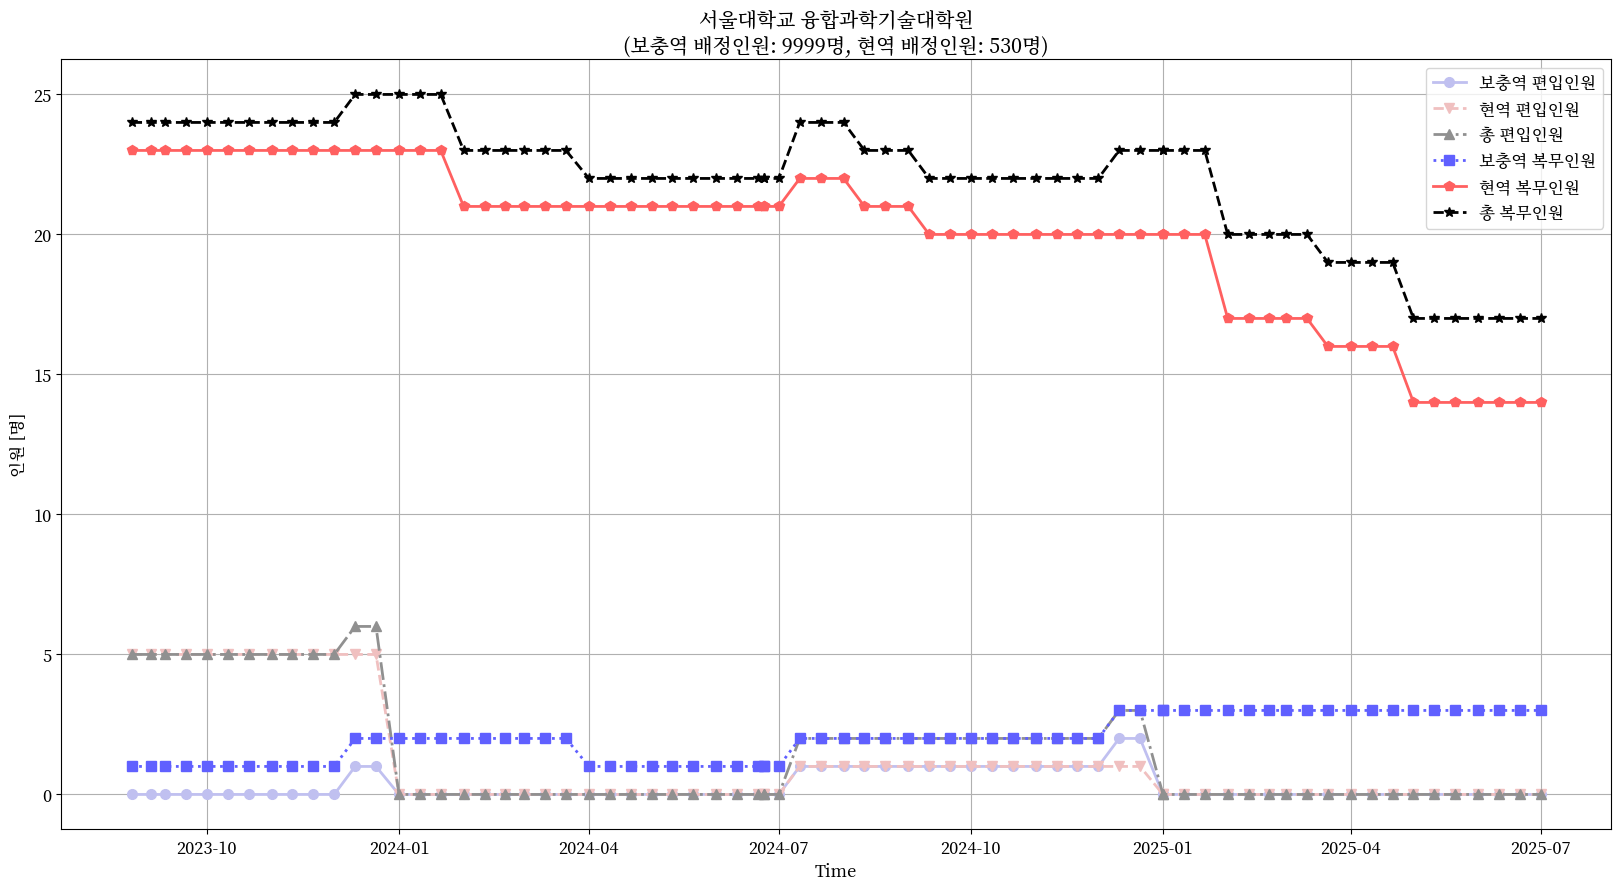 서울대학교 융합과학기술대학원
(보충역 배정인원: 9999명, 현역 배정인원: 530명)
보충역 편입인원
현역 편입인원
총 편입인원
보충역 복무인원
현역 복무인원
총 복무인원
25
20
15
10
5
0
인원 [명]
2023-10
2024-01
2024-04
2024-07
2024-10
2025-01
2025-04
2025-07
Time